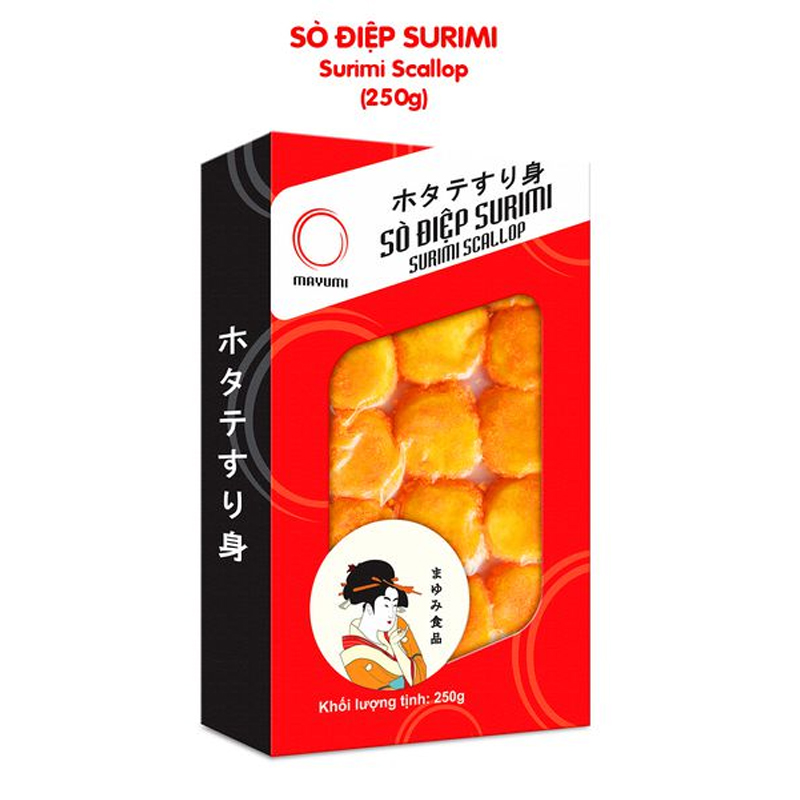 SÒ ĐIỆP SURIMI
Surimi Scallop
(250g)
ホタテすり身
SÒ ĐIỆP SURIMI
SURIMI SCALLOP
MAYUMI
ホタテすり身
まゆみ食品
Khối lượng tịnh: 250g